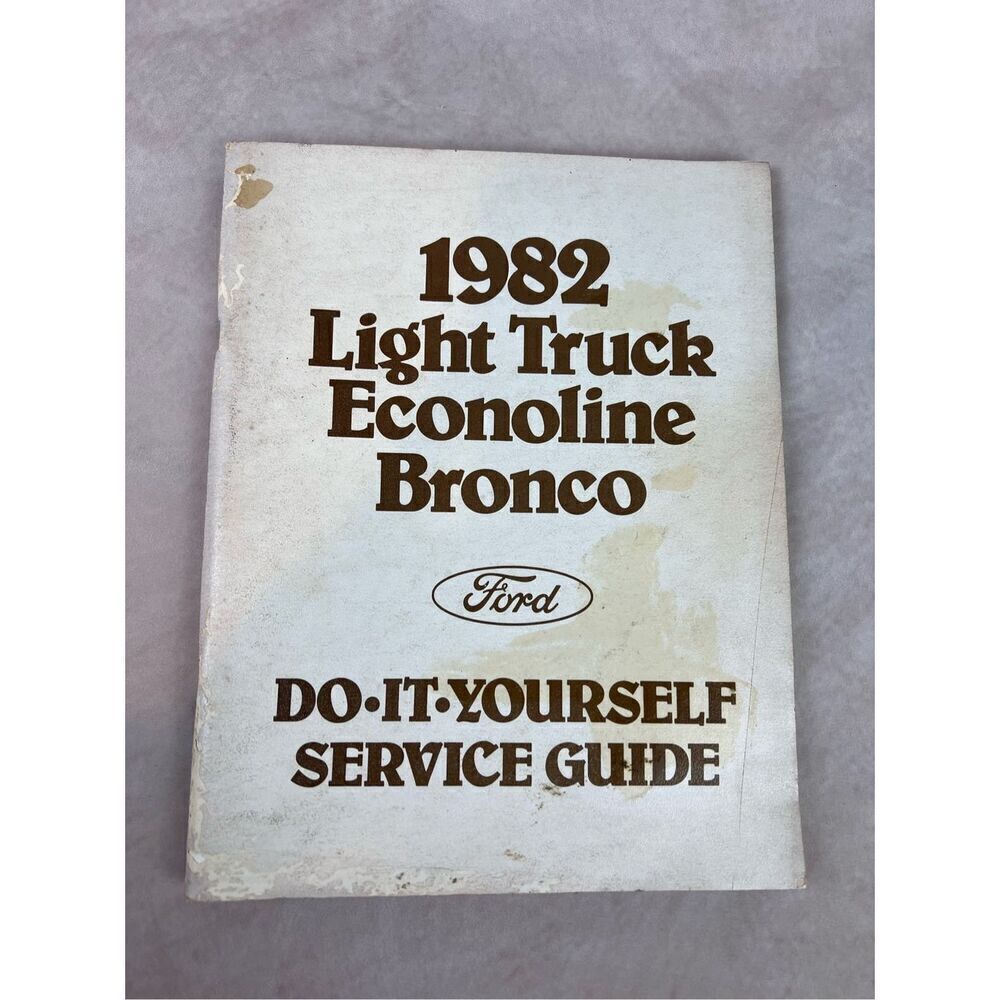 1982
Light Truck
Econoline
Bronco
Ford
DO•IT•YOURSELF
SERVICE GUIDE